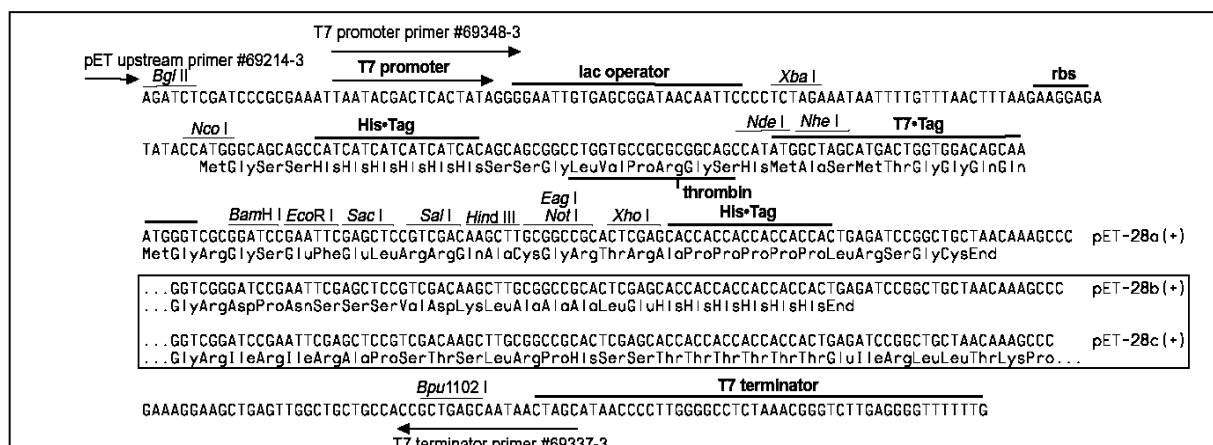 T7 promoter primer #69348-3
pET upstream primer #69214-3
Bgl II T7 promoter lac operator Xba I rbs
AGATCTCGATCCCGCGAAATTAATACGACTCACTATAGGGGAATTGTGAGCGGATAACAATTCCCCTCTAGAAATAATTTTGTTTAACTTTAAGAAGGAGA
Nco I His•Tag Nde I Nhe I T7•Tag
TATACCATGGGCAGCAGCCATCATCATCATCATCACAGCAGCGGCCTGGTGCCGCGCGGCAGCCATATGGCTAGCATGACTGGTGGACAGCAA
MetGlySerSerHisHisHisHisHisHisSerSerGlyLeuValProArgGlySerHisMetAlaSerMetThrGlyGlyGlnGln
thrombin
BamH I EcoR I Sac I Sal I Hind III Eag I Not I Xho I His•Tag
ATGGGTCGCGGATCCGAATTCGAGCTCCGTCGACAAGCTTGCGGCCGCACTCGAGCACCACCACCACCACCACTGAGATCCGGCTGCTAACAAAGCCC pET-28a(+)
MetGlyArgGlySerGluPheGluLeuArgArgGlnAlaCysGlyArgThrArgAlaProProProProProProLeuArgSerGlyCysEnd
...GGTCGGGATCCGAATTCGAGCTCCGTCGACAAGCTTGCGGCCGCACTCGAGCACCACCACCACCACCACTGAGATCCGGCTGCTAACAAAGCCC pET-28b(+)
...GlyArgAspProAsnSerSerSerValAspLysLeuAlaAlaAlaLeuGluHisHisHisHisHisHisEnd
...GGTCGGATCCGAATTCGAGCTCCGTCGACAAGCTTGCGGCCGCACTCGAGCACCACCACCACCACCACTGAGATCCGGCTGCTAACAAAGCCC pET-28c(+)
...GlyArgIleArgIleArgAlaProSerThrSerLeuArgProHisSerSerThrThrThrThrThrThrGluIleArgLeuLeuThrLysPro...
Bpu1102 I T7 terminator
GAAAGGAAGCTGAGTTGGCTGCTGCCACCGCTGAGCAATAACTAGCATAACCCCTTGGGGCCTCTAAACGGGTCTTGAGGGGTTTTTTG
T7 terminator primer #69337-3